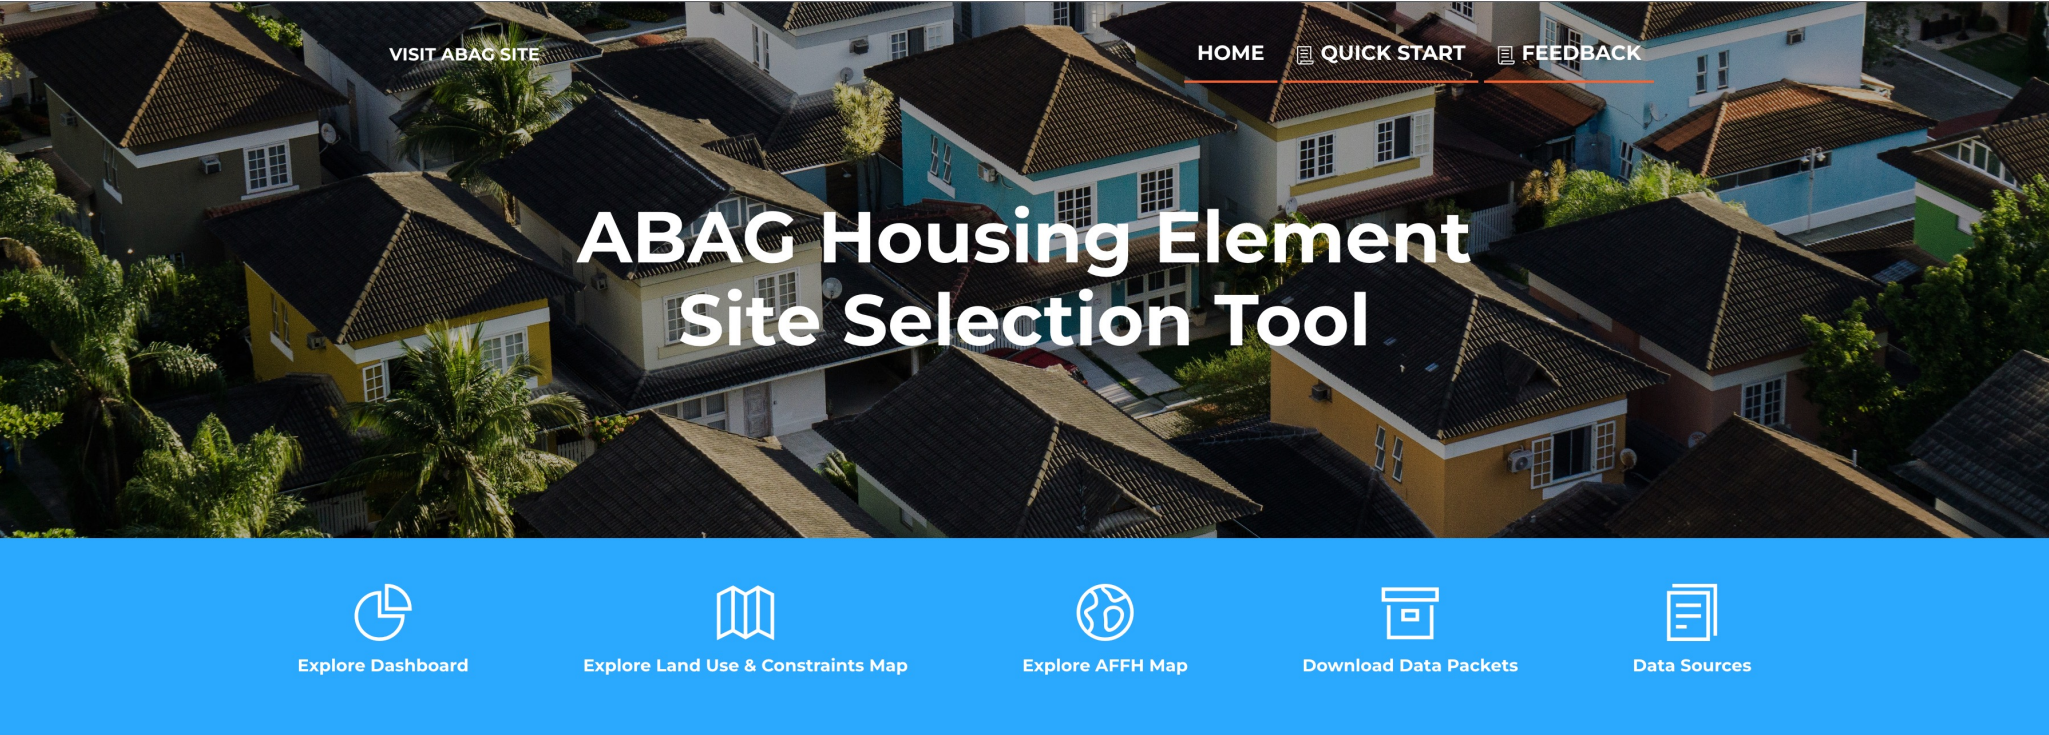 VISIT ABAG SITE
HOME
QUICK START
FEEDBACK
ABAG Housing Element
Site Selection Tool
Explore Dashboard
Explore Land Use & Constraints Map
Explore AFFH Map
Download Data Packets
Data Sources